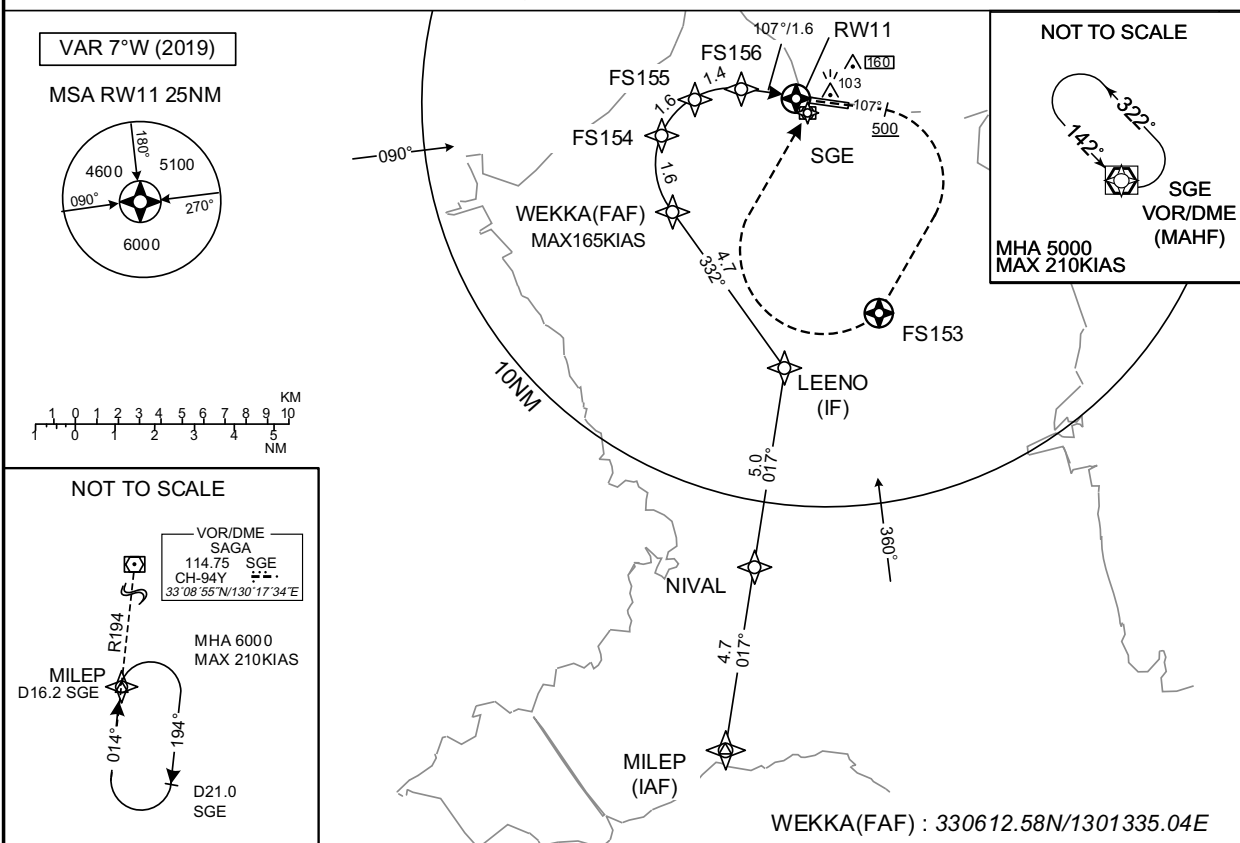 VAR 7°W (2019)
MSA RW11 25NM
180°
4600
5100
090°
270°
6000
KM
1 0 1 2 3 4 5 6 7 8 9 10
1 0 1 2 3 4 5
NM
NOT TO SCALE
VOR/DME
SAGA
114.75 SGE
CH-94Y
33°08'55"N/130°17'34"E
R194
MHA 6000
MAX 210KIAS
MILEP
D16.2 SGE
014°
194°
D21.0
SGE
107°/1.6
RW11
FS156
160
103
FS155
1.4
1.6
107°
500
FS154
SGE
090°
1.6
WEKKA(FAF)
MAX165KIAS
4.7
332°
FS153
LEENO
(IF)
10NM
5.0
017°
360°
NIVAL
4.7
017°
MILEP
(IAF)
WEKKA(FAF) : 330612.58N/1301335.04E
NOT TO SCALE
322°
142°
SGE
VOR/DME
(MAHF)
MHA 5000
MAX 210KIAS